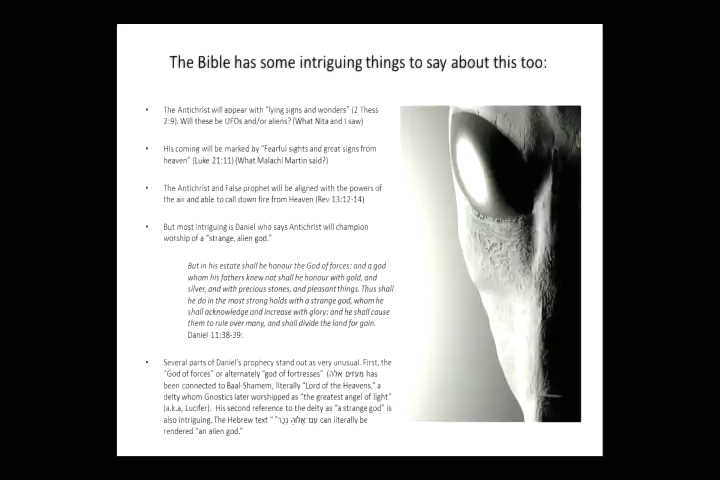 The Bible has some intriguing things to say about this too:
• The Antichrist will appear with "lying signs and wonders" (2 Thess
2:9). Will these be UFOs and/or aliens? (What Nita and I saw)
• His coming will be marked by "Fearful sights and great signs from
heaven" (Luke 21:11) (What Malachi Martin said?)
• The Antichrist and False prophet will be aligned with the powers of
the air and able to call down fire from Heaven (Rev 13:12-14)
• But most intriguing is Daniel who says Antichrist will champion
worship of a "strange, alien god."
But in his estate shall he honour the God of forces: and a god
whom his fathers knew not shall he honour with gold, and
silver, and with precious stones, and pleasant things. Thus shall
he do in the most strong holds with a strange god, whom he
shall acknowledge and increase with glory: and he shall cause
them to rule over many, and shall divide the land for gain.
Daniel 11:38-39:
• Several parts of Daniel's prophecy stand out as very unusual. First, the
"God of forces" or alternately "god of fortresses" (מעזים אלה has
been connected to Baal-Shamem, literally "Lord of the Heavens," a
deity whom Gnostics later worshipped as "the greatest angel of light"
(a.k.a, Lucifer). His second reference to the deity as "a strange god" is
also intriguing. The Hebrew text " "עִם־אֱלוֹהַּ נֵכָר can literally be
rendered "an alien god."